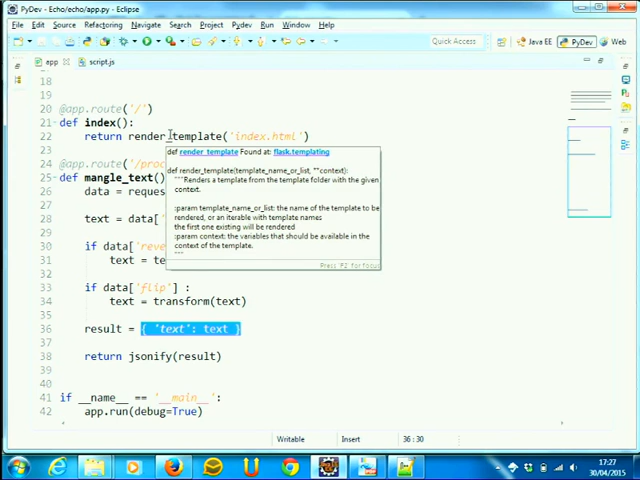 PyDev - Echo/echo/app.py - Eclipse
File Edit Source Refactoring Navigate Search Project Pydev Run Window Help
Quick Access
Java EE
PyDev
app
script.js
18
19
20 @app.route('/')
21 def index():
22 return render_template('index.html')
23
24 @app.route('/proc
25 def mangle_text()
26 data = reques
27
28 text = data['
29
30 if data['reve
31 text = te
32
33 if data['flip'] :
34 text = transform(text)
35
36 result = { 'text': text }
37
38 return jsonify(result)
39
40
41 if __name__ == '__main__':
42 app.run(debug=True)
def render_template Found at: flask.templating
def render_template(template_name_or_list, **context):
"""Renders a template from the template folder with the given
context.
:param template_name_or_list: the name of the template to be
rendered, or an iterable with template names
the first one existing will be rendered
:param context: the variables that should be available in the
context of the template.
"""
Press 'F2' for focus
Writable
Insert
36 : 30
17:27
30/04/2015